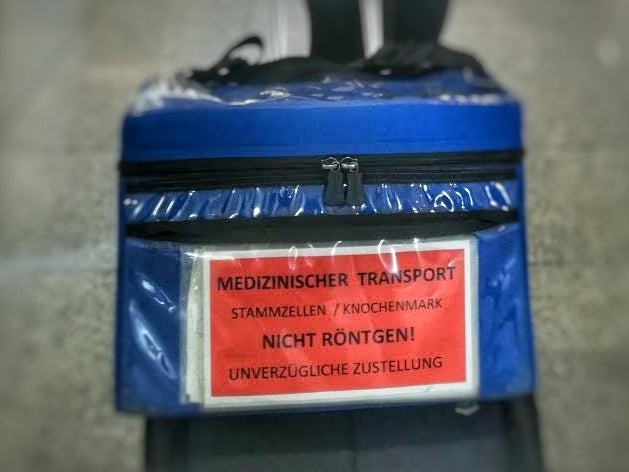 MEDIZINISCHER TRANSPORT
STAMMZELLEN / KNOCHENMARK
NICHT RÖNTGEN!
UNVERZÜGLICHE ZUSTELLUNG